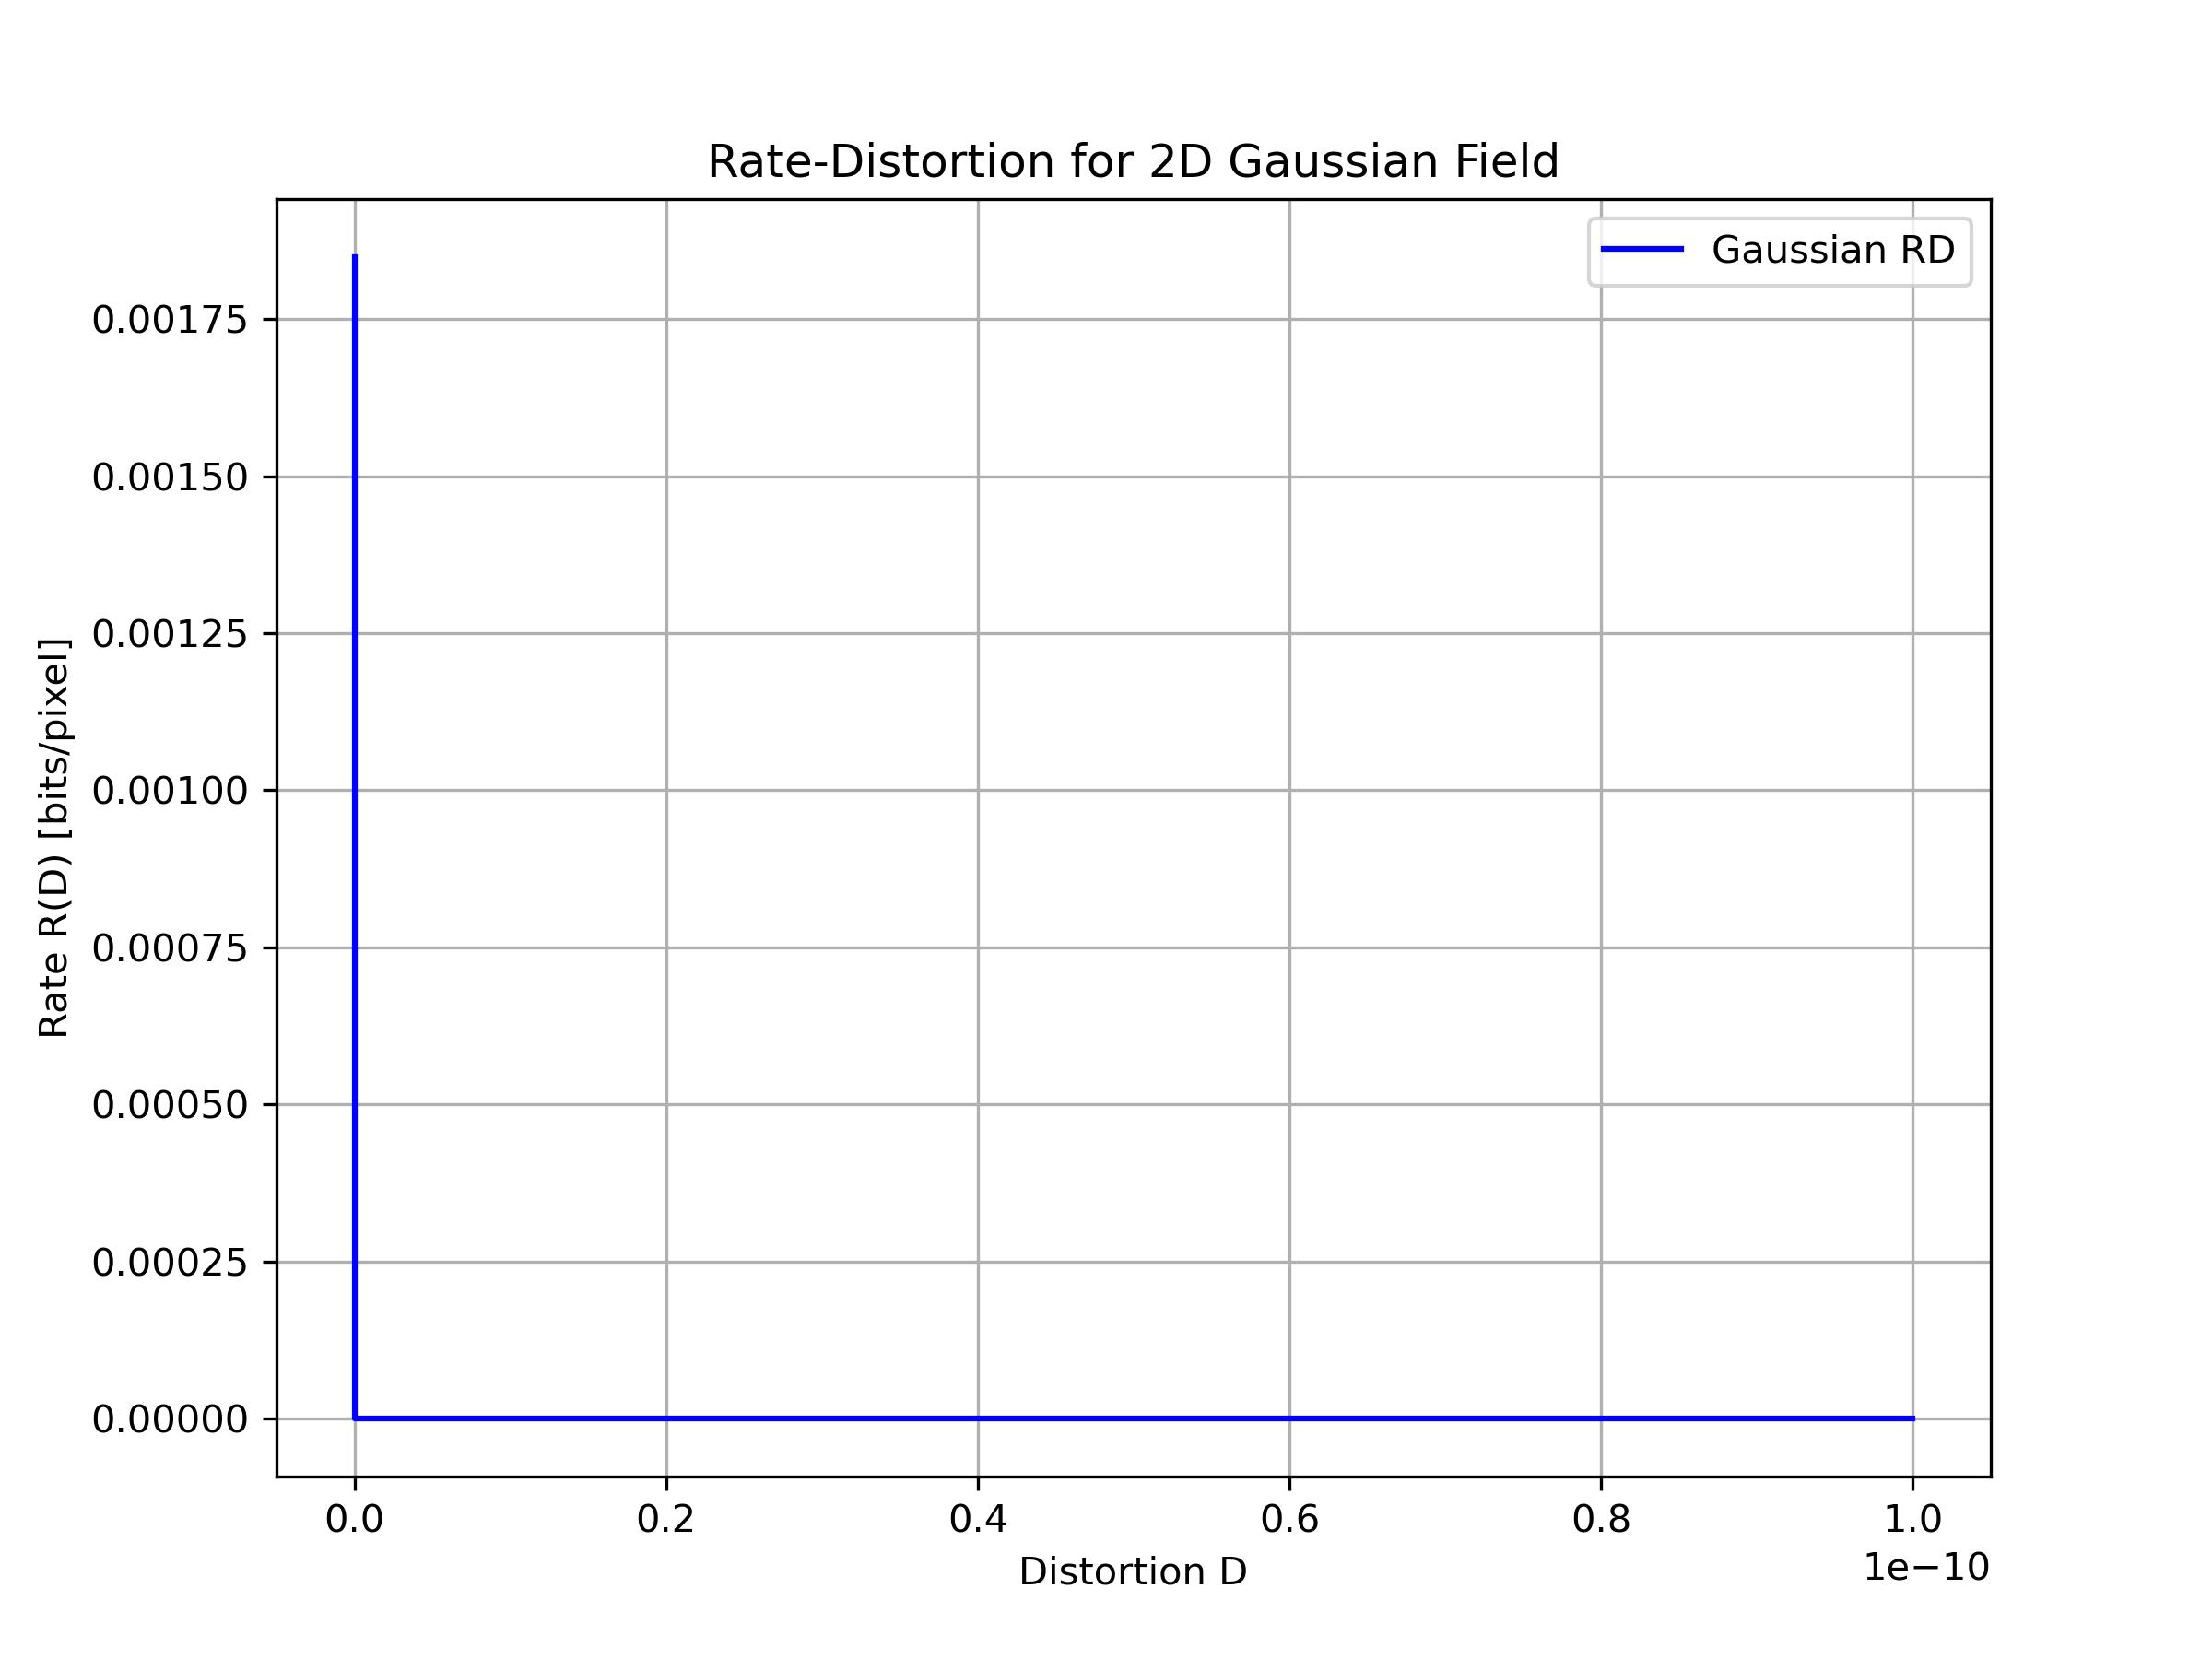 Rate-Distortion for 2D Gaussian Field
Gaussian RD
Rate R(D) [bits/pixel]
0.00175
0.00150
0.00125
0.00100
0.00075
0.00050
0.00025
0.00000
0.0 0.2 0.4 0.6 0.8 1.0
1e−10
Distortion D